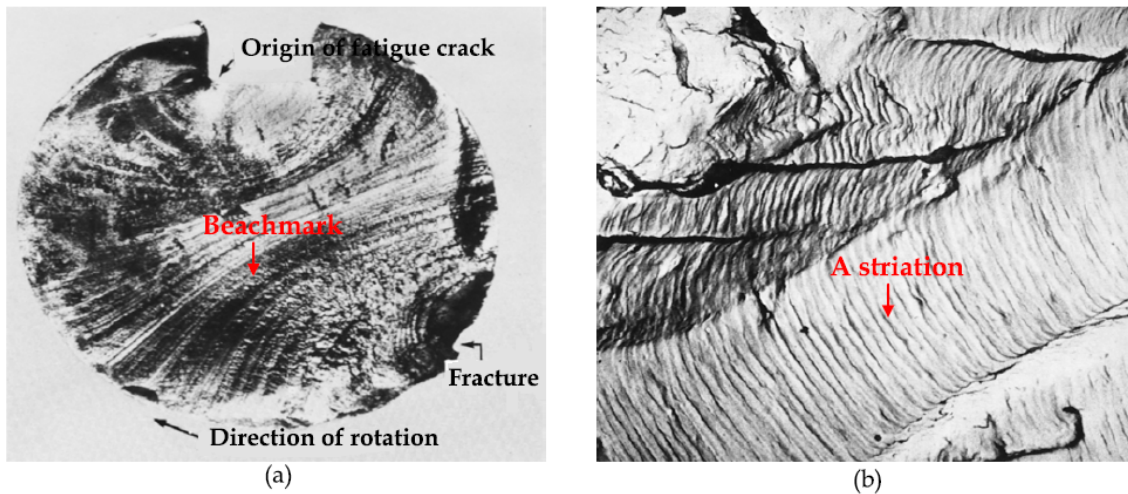 Origin of fatigue crack
Beachmark
Fracture
Direction of rotation
(a)
A striation
(b)